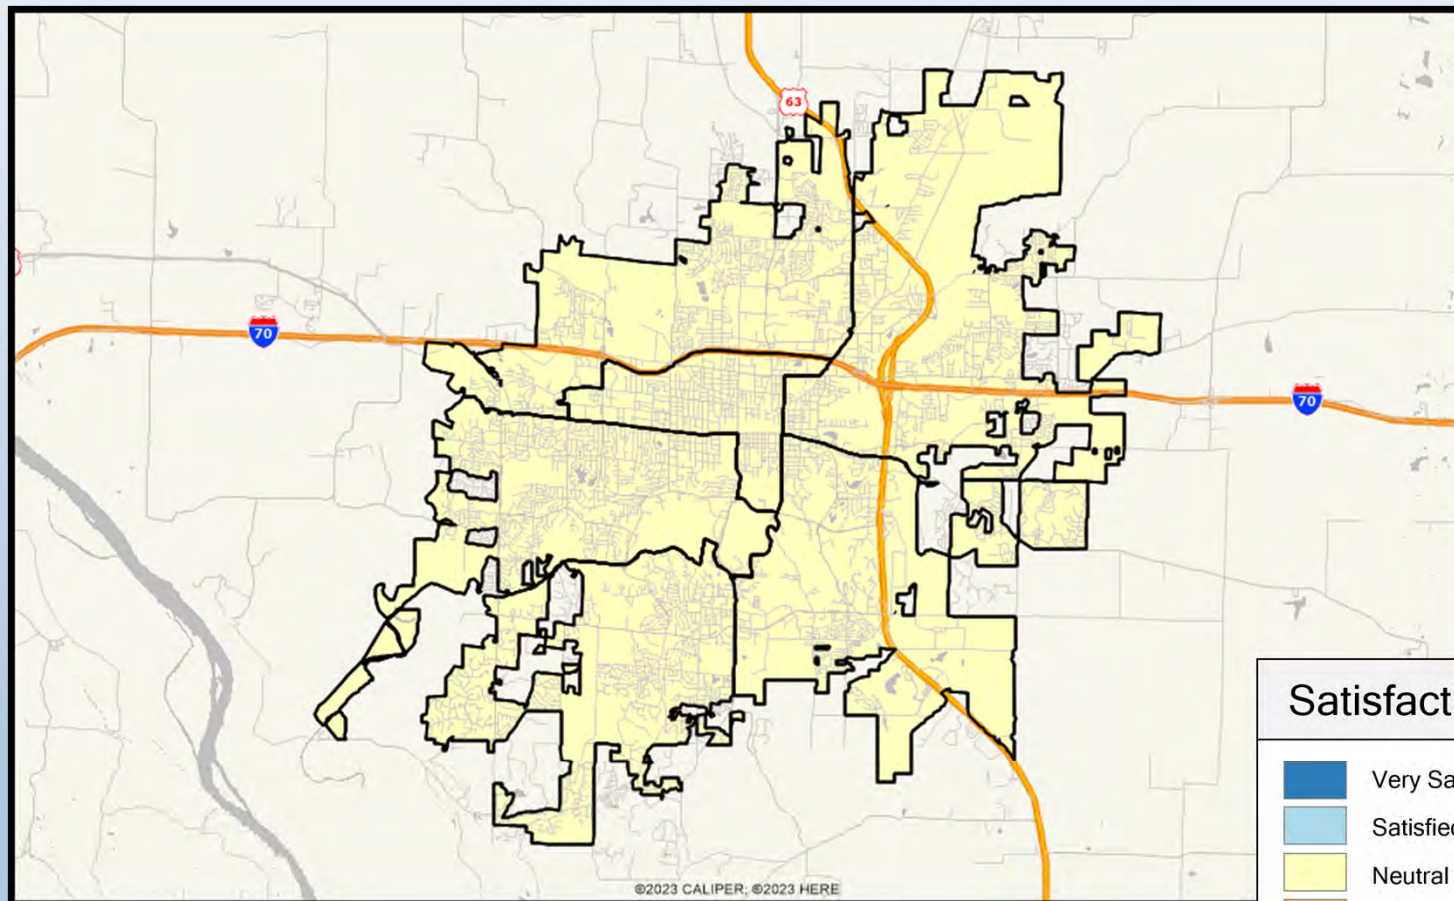 63
70
70
Satisfact
Very Sa
Satisfied
Neutral
©2023 CALIPER; ©2023 HERE